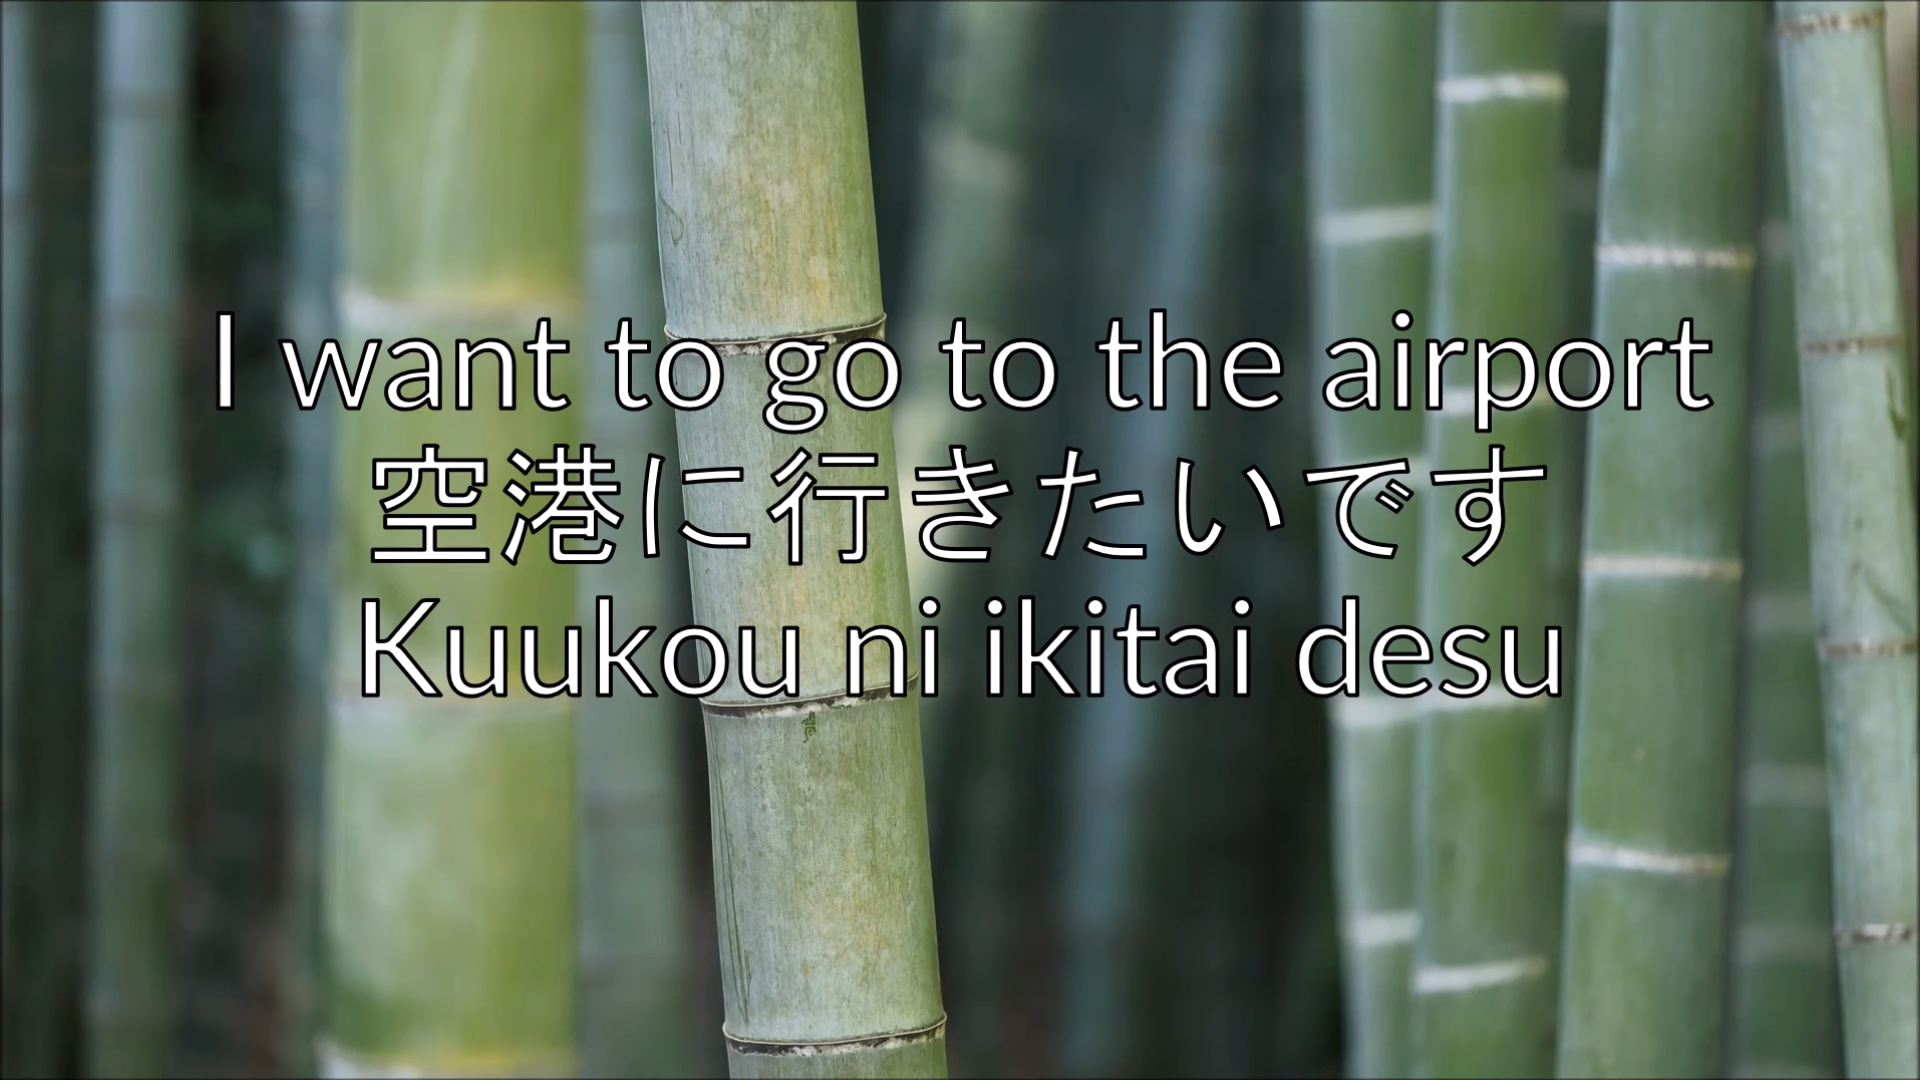 I want to go to the airport
空港に行きたいです
Kuukou ni ikitai desu